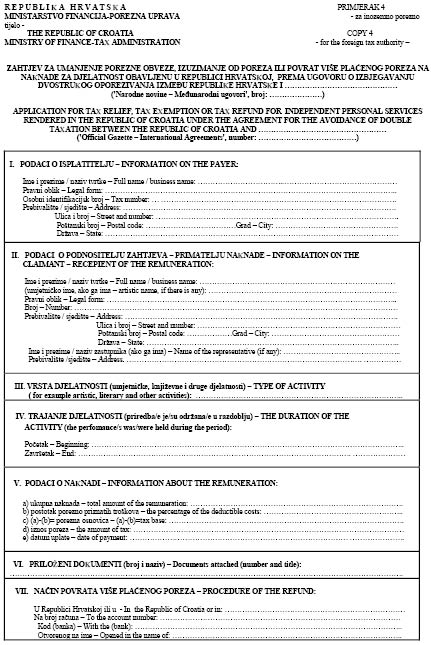 REPUBLIKA HRVATSKA PRIMJERAK 4
MINISTARSTVO FINANCIJA-POREZNA UPRAVA - za inozemno porezno
tijelo -
THE REPUBLIC OF CROATIA COPY 4
MINISTRY OF FINANCE-TAX ADMINISTRATION - for the foreign tax authority –
ZAHTJEV ZA UMANJENJE POREZNE OBVEZE, IZUZIMANJE OD POREZA ILI POVRAT VIŠE PLAĆENOG POREZA NA
NAKNADE ZA DJELATNOST OBAVLJENU U REPUBLICI HRVATSKOJ, PREMA UGOVORU O IZBJEGAVANJU
DVOSTRUKOG OPOREZIVANJA IZMEĐU REPUBLIKE HRVATSKE I ……………………………………
('Narodne novine – Međunarodni ugovori', broj: …………………)
APPLICATION FOR TAX RELIEF, TAX EXEMPTION OR TAX REFUND FOR INDEPENDENT PERSONAL SERVICES
RENDERED IN THE REPUBLIC OF CROATIA UNDER THE AGREEMENT FOR THE AVOIDANCE OF DOUBLE
TAXATION BETWEEN THE REPUBLIC OF CROATIA AND ……………………………………………
('Official Gazette – International Agreements', number: ………………………………….)
I. PODACI O ISPLATITELJU – INFORMATION ON THE PAYER:
Ime i prezime / naziv tvrtke – Full name / business name: ………………………………………………
Pravni oblik – Legal form: ………………………………………………
Osobni identifikacijsk broj – Tax number: ………………………………………………
Prebivalište / sjedište – Address: ………………………………………………
Ulica i broj – Street and number: ………………………………………………
Poštanski broj – Postal code: …………………………….Grad – City: ………………………………
Država – State: ………………………………………………
II. PODACI O PODNOSITELJU ZAHTJEVA – PRIMATELJU NAKNADE – INFORMATION ON THE
CLAIMANT – RECEPIENT OF THE REMUNERATION:
Ime i prezime / naziv tvrtke – Full name / business name: ………………………………………………
(umjetničko ime, ako ga ima – artistic name, if there is any): ………………………………………………
Pravni oblik – Legal form: ………………………………………………
Broj – Number: ………………………………………………
Prebivalište / sjedište – Address: ………………………………………………
Ulica i broj – Street and number: ………………………………………………
Poštanski broj – Postal code: ………………Grad – City: ………………………………
Država – State: ………………………………………………
Ime i prezime / naziv zastupnika (ako ga ima) – Name of the representative (if any): ………………………………
Prebivalište /sjedište – Address. ………………………………………………
III. VRSTA DJELATNOSTI (umjetničke, književne i druge djelatnosti) – TYPE OF ACTIVITY
( for example artistic, literary and other activities): ………………………………………………
IV. TRAJANJE DJELATNOSTI (priredba/e je/su održana/e u razdoblju) – THE DURATION OF THE
ACTIVITY (the performance/s was/were held during the period):
Početak – Beginning: ………………………………………………
Završetak – End: ………………………………………………
V. PODACI O NAKNADI – INFORMATION ABOUT THE REMUNERATION:
a) ukupna naknada – total amount of the remuneration: ………………………………………………
b) postotak porezno priznatih troškova – the percentage of the deductible costs: ………………………………
c) (a)-(b)= porezna osnovica – (a)-(b)=tax base: ………………………………………………
d) iznos poreza – the amount of tax: ………………………………………………
e) datum uplate – date of payment: ………………………………………………
VI. PRILOŽENI DOKUMENTI (broj i naziv) – Documents attached (number and title):
………………………………………………
VII. NAČIN POVRATA VIŠE PLAĆENOG POREZA – PROCEDURE OF THE REFUND:
U Republici Hrvatskoj ili u - In the Republic of Croatia or in: ………………………………………………
Na broj računa – To the account number: ………………………………………………
Kod (banka) – With the (bank): ………………………………………………
Otvorenog na ime – Opened in the name of: ………………………………………………